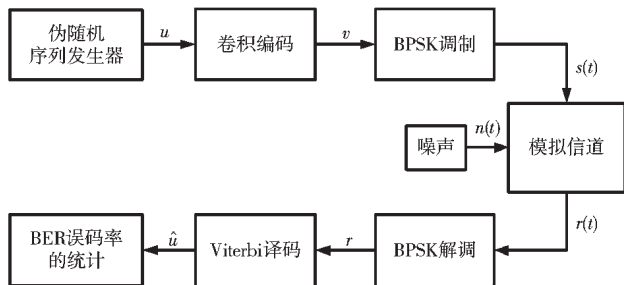 伪随机
序列发生器
u
卷积编码
v
BPSK调制
s(t)
噪声
n(t)
模拟信道
r(t)
BER误码率
的统计
û
Viterbi译码
r
BPSK解调